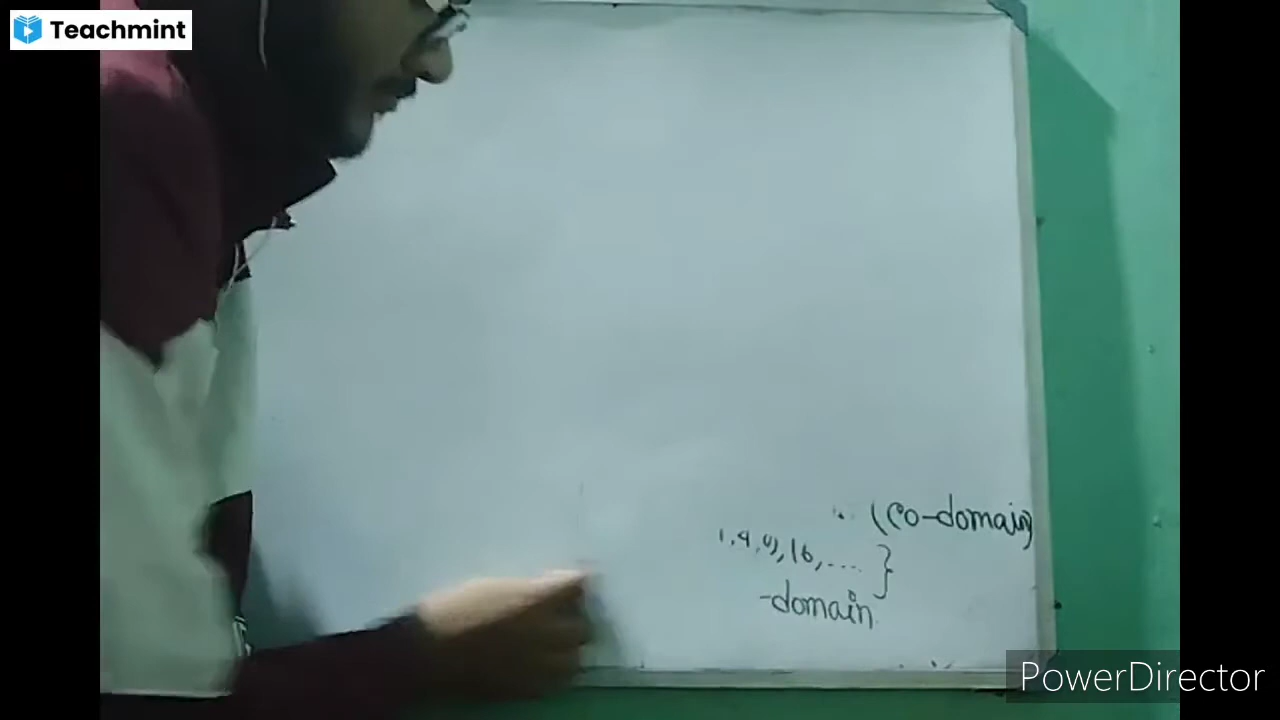 Teachmint
(Co-domain)
1, 4, 9, 16, .... }
-domain
PowerDirector